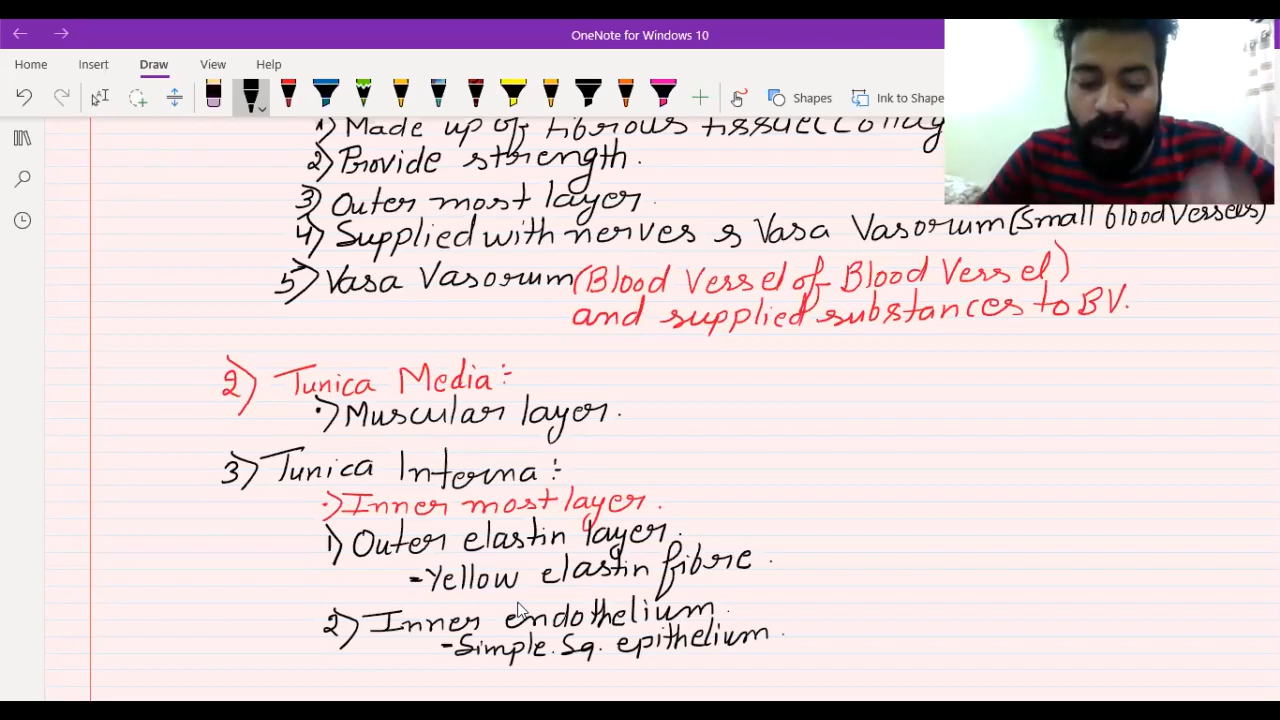 OneNote for Windows 10
Home Insert Draw View Help
Shapes Ink to Shape
1) Made up of fibrous tissue(Collag
2) Provide strength.
3) Outer most layer.
4) Supplied with nerves & Vasa Vasorum(Small blood Vessels)
5) Vasa Vasorum(Blood Vessel of Blood Vessel)
and supplied substances to BV.
2) Tunica Media:-
•) Muscular layer.
3) Tunica Interna:-
•) Inner most layer.
1) Outer elastin layer.
-Yellow elastin fibre.
2) Inner endothelium.
-Simple. Sq. epithelium.